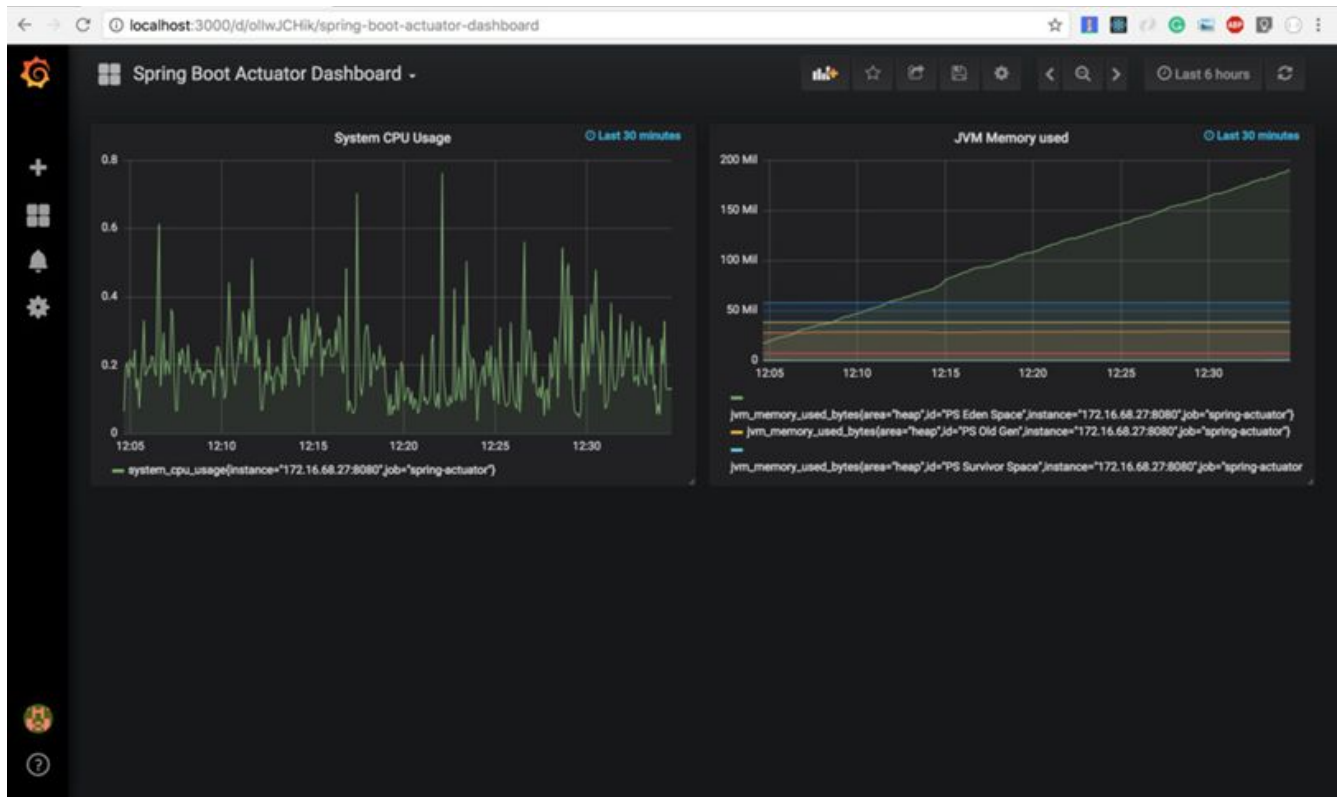 localhost:3000/d/ollwJCHik/spring-boot-actuator-dashboard
ABP
Spring Boot Actuator Dashboard
Last 6 hours
System CPU Usage
Last 30 minutes
0.8
0.6
0.4
0.2
0
12:05 12:10 12:15 12:20 12:25 12:30
system_cpu_usage{instance="172.16.68.27:8080",job="spring-actuator"}
JVM Memory used
Last 30 minutes
200 Mil
150 Mil
100 Mil
50 Mil
0
12:05 12:10 12:15 12:20 12:25 12:30
jvm_memory_used_bytes{area="heap",id="PS Eden Space",instance="172.16.68.27:8080",job="spring-actuator"}
jvm_memory_used_bytes{area="heap",id="PS Old Gen",instance="172.16.68.27:8080",job="spring-actuator"}
jvm_memory_used_bytes{area="heap",id="PS Survivor Space",instance="172.16.68.27:8080",job="spring-actuator